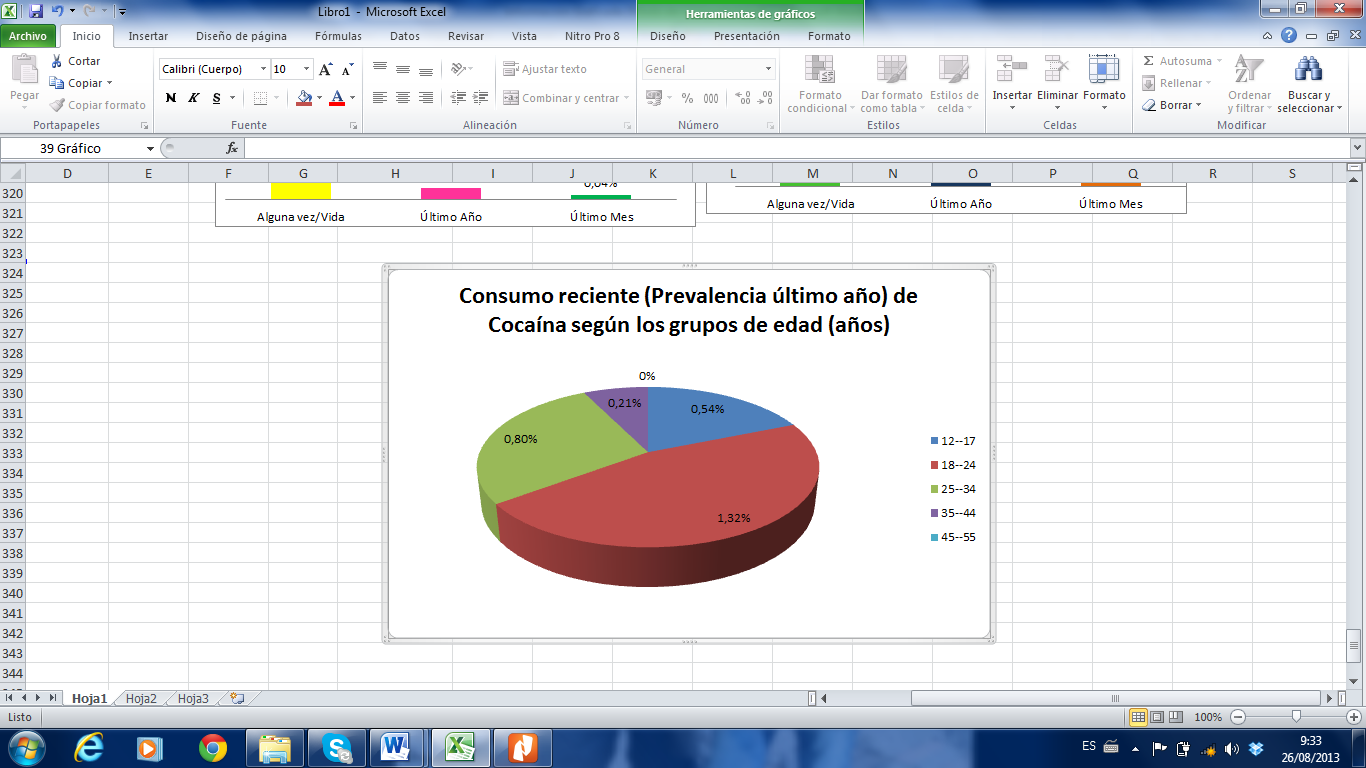 Libro1 - Microsoft Excel
Herramientas de gráficos
Archivo Inicio Insertar Diseño de página Fórmulas Datos Revisar Vista Nitro Pro 8 Diseño Presentación Formato
Pegar
Cortar
Copiar
Copiar formato
Portapapeles
Calibri (Cuerpo) 10
N K S
Fuente
Ajustar texto
Combinar y centrar
Alineación
General
% 000
Número
Formato condicional
Dar formato como tabla
Estilos de celda
Estilos
Insertar Eliminar Formato
Celdas
Autosuma
Rellenar
Borrar
Ordenar y filtrar
Buscar y seleccionar
Modificar
39 Gráfico fx
D E F G H I J K L M N O P Q R S
320
321
322
323
324
325
326
327
328
329
330
331
332
333
334
335
336
337
338
339
340
341
342
343
344
0,04%
Alguna vez/Vida Último Año Último Mes
Alguna vez/Vida Último Año Último Mes
Consumo reciente (Prevalencia último año) de
Cocaína según los grupos de edad (años)
0%
0,21%
0,54%
0,80%
1,32%
12--17
18--24
25--34
35--44
45--55
Hoja1 Hoja2 Hoja3
Listo
100%
ES
9:33
26/08/2013